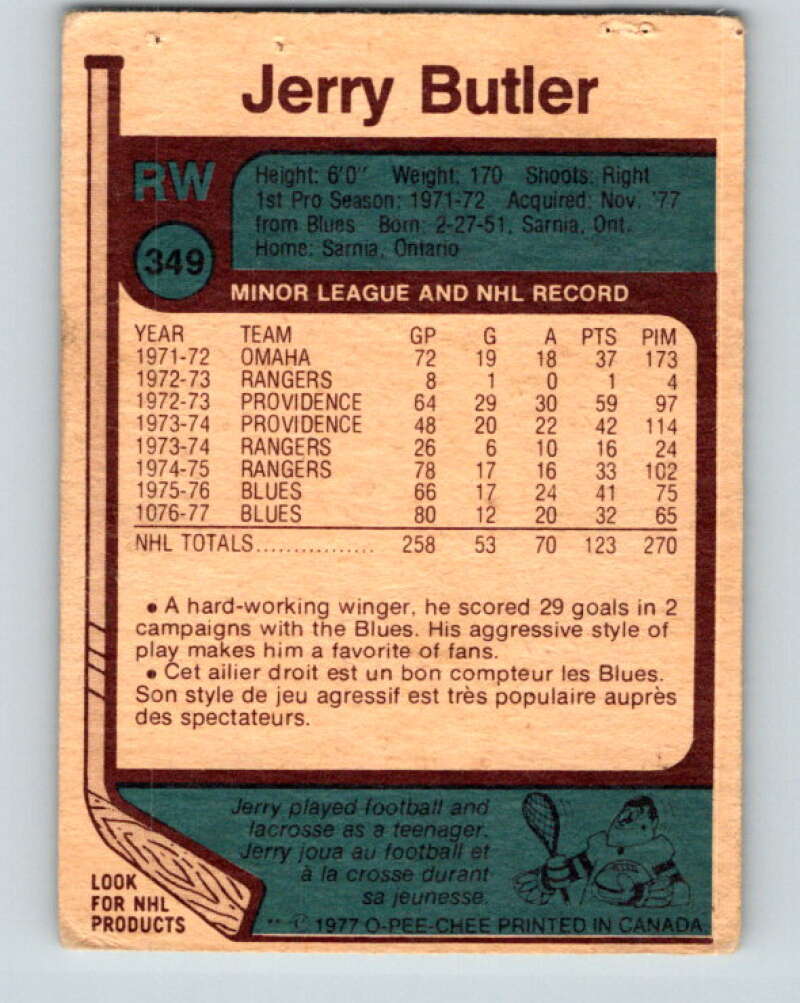 Jerry Butler
RW
Height: 6'0" Weight: 170 Shoots: Right
1st Pro Season: 1971-72 Acquired: Nov. '77
from Blues Born: 2-27-51, Sarnia, Ont.
Home: Sarnia, Ontario
349
MINOR LEAGUE AND NHL RECORD
YEAR TEAM GP G A PTS PIM
1971-72 OMAHA 72 19 18 37 173
1972-73 RANGERS 8 1 0 1 4
1972-73 PROVIDENCE 64 29 30 59 97
1973-74 PROVIDENCE 48 20 22 42 114
1973-74 RANGERS 26 6 10 16 24
1974-75 RANGERS 78 17 16 33 102
1975-76 BLUES 66 17 24 41 75
1076-77 BLUES 80 12 20 32 65
NHL TOTALS................ 258 53 70 123 270
• A hard-working winger, he scored 29 goals in 2
campaigns with the Blues. His aggressive style of
play makes him a favorite of fans.
• Cet ailier droit est un bon compteur les Blues.
Son style de jeu agressif est très populaire auprès
des spectateurs.
Jerry played football and
lacrosse as a teenager.
Jerry joua au football et
à la crosse durant
sa jeunesse.
LOOK
FOR NHL
PRODUCTS
** © 1977 O-PEE-CHEE PRINTED IN CANADA